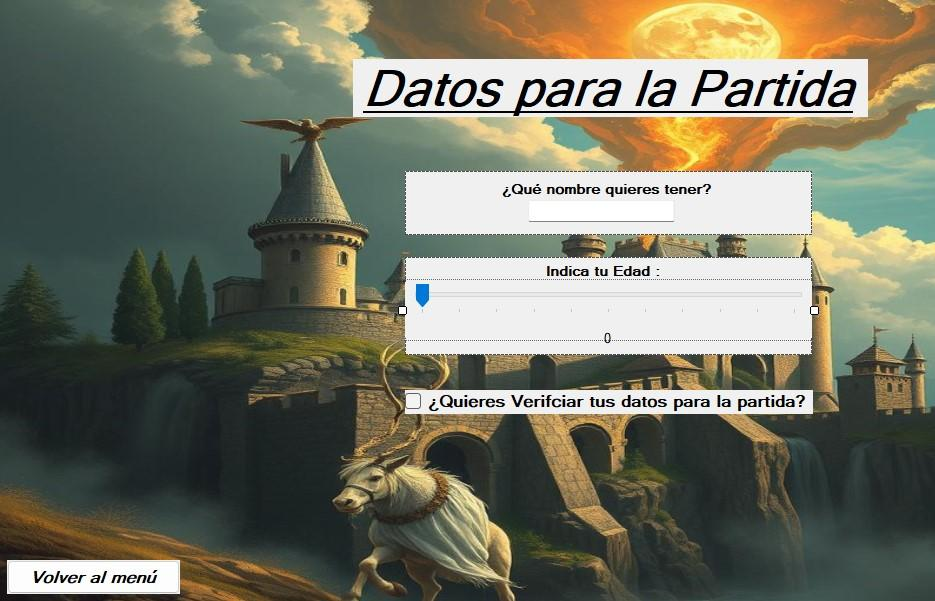 Datos para la Partida
¿Qué nombre quieres tener?
Indica tu Edad :
0
¿Quieres Verifciar tus datos para la partida?
Volver al menú